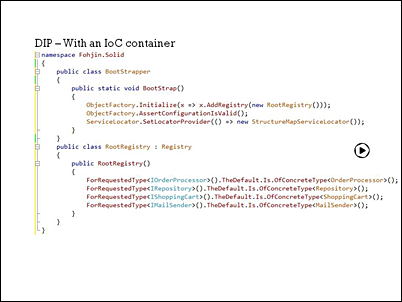 DIP – With an IoC container
namespace Fohjin.Solid
{
public class BootStrapper
{
public static void BootStrap()
{
ObjectFactory.Initialize(x => x.AddRegistry(new RootRegistry()));
ObjectFactory.AssertConfigurationIsValid();
ServiceLocator.SetLocatorProvider(() => new StructureMapServiceLocator());
}
}
public class RootRegistry : Registry
{
public RootRegistry()
{
ForRequestedType<IOrderProcessor>().TheDefault.Is.OfConcreteType<OrderProcessor>();
ForRequestedType<IRepository>().TheDefault.Is.OfConcreteType<Repository>();
ForRequestedType<IShoppingCart>().TheDefault.Is.OfConcreteType<ShoppingCart>();
ForRequestedType<IMailSender>().TheDefault.Is.OfConcreteType<MailSender>();
}
}
}